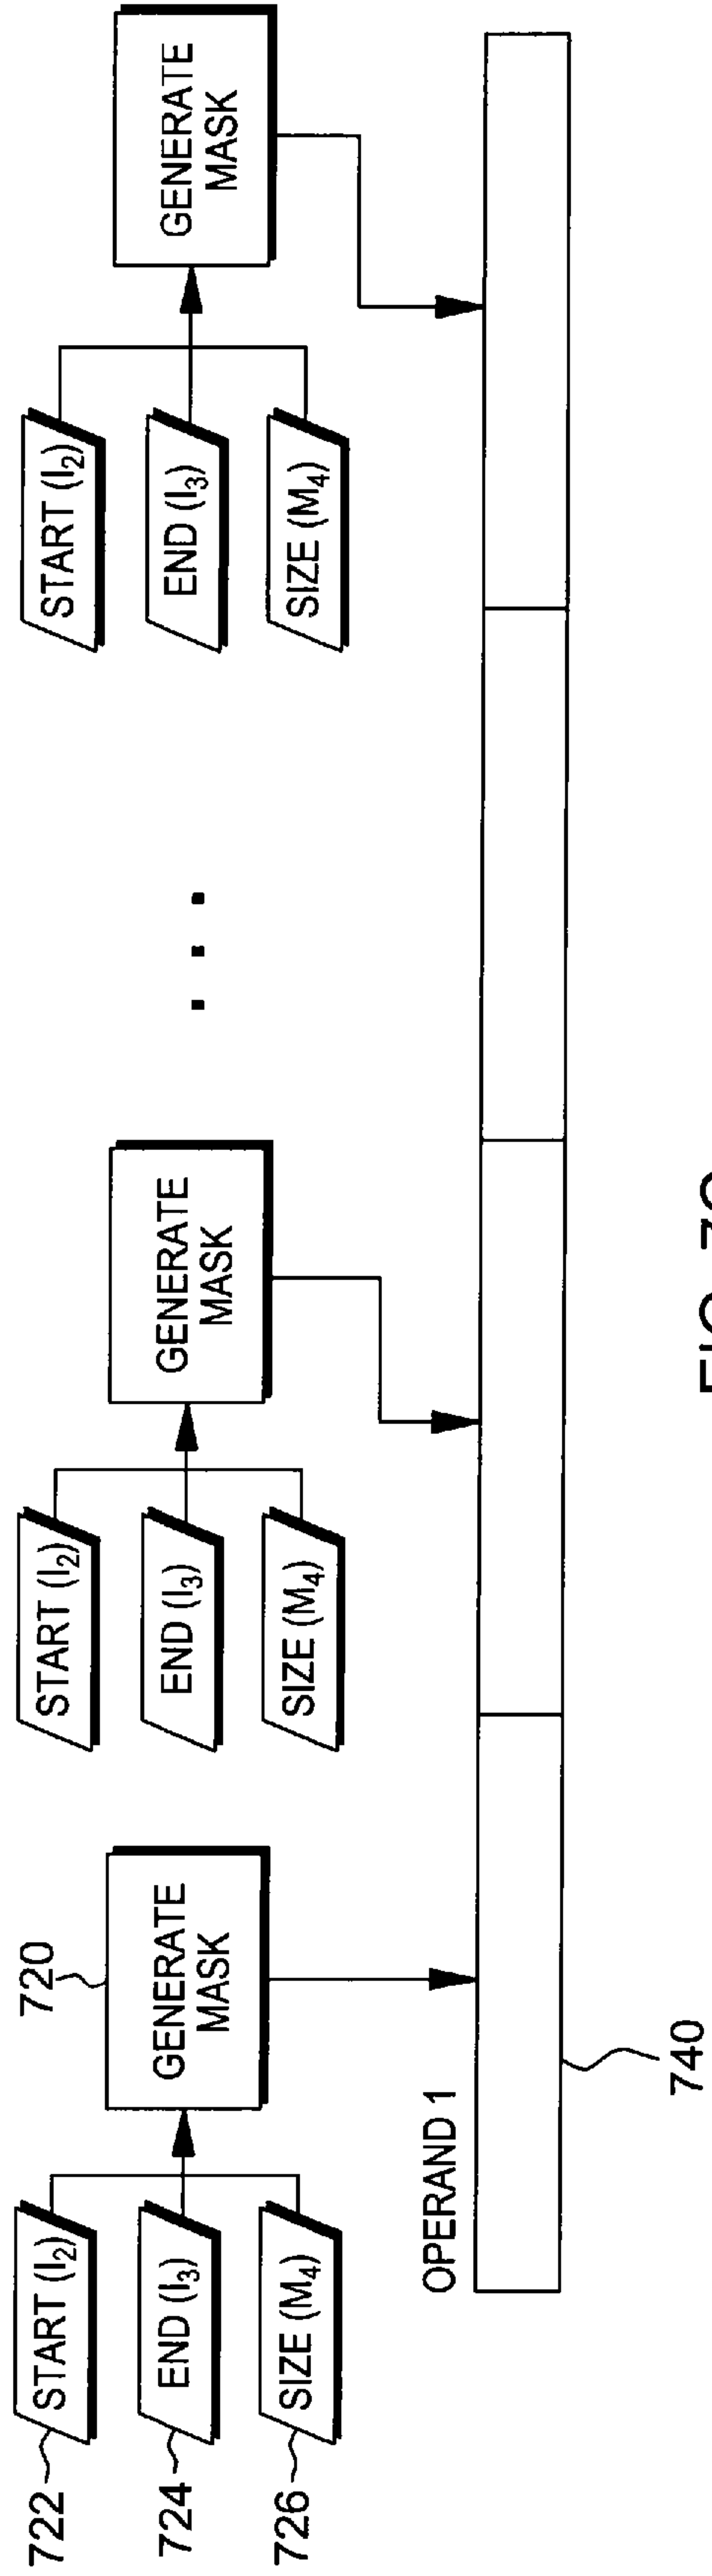 720
722
START (I2)
724
END (I3)
726
SIZE (M4)
GENERATE
MASK
START (I2)
END (I3)
SIZE (M4)
GENERATE
MASK
. . .
START (I2)
END (I3)
SIZE (M4)
GENERATE
MASK
OPERAND 1
740